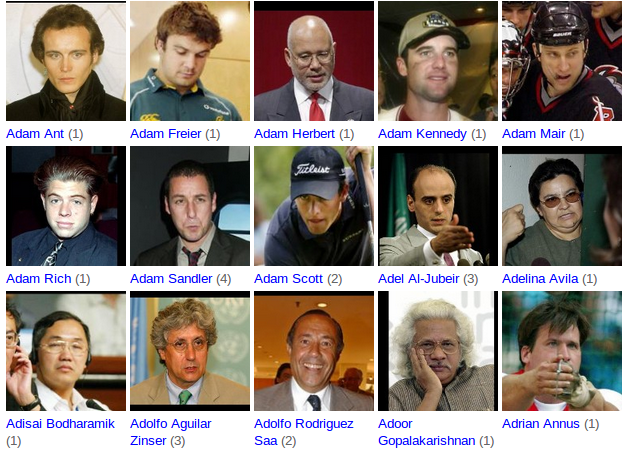 Adam Ant (1)
Adam Freier (1)
Adam Herbert (1)
Adam Kennedy (1)
Adam Mair (1)
Titleist
Adam Rich (1)
Adam Sandler (4)
Adam Scott (2)
Adel Al-Jubeir (3)
Adelina Avila (1)
Adisai Bodharamik
(1)
Adolfo Aguilar
Zinser (3)
Adolfo Rodriguez
Saa (2)
Adoor
Gopalakarishnan (1)
Adrian Annus (1)